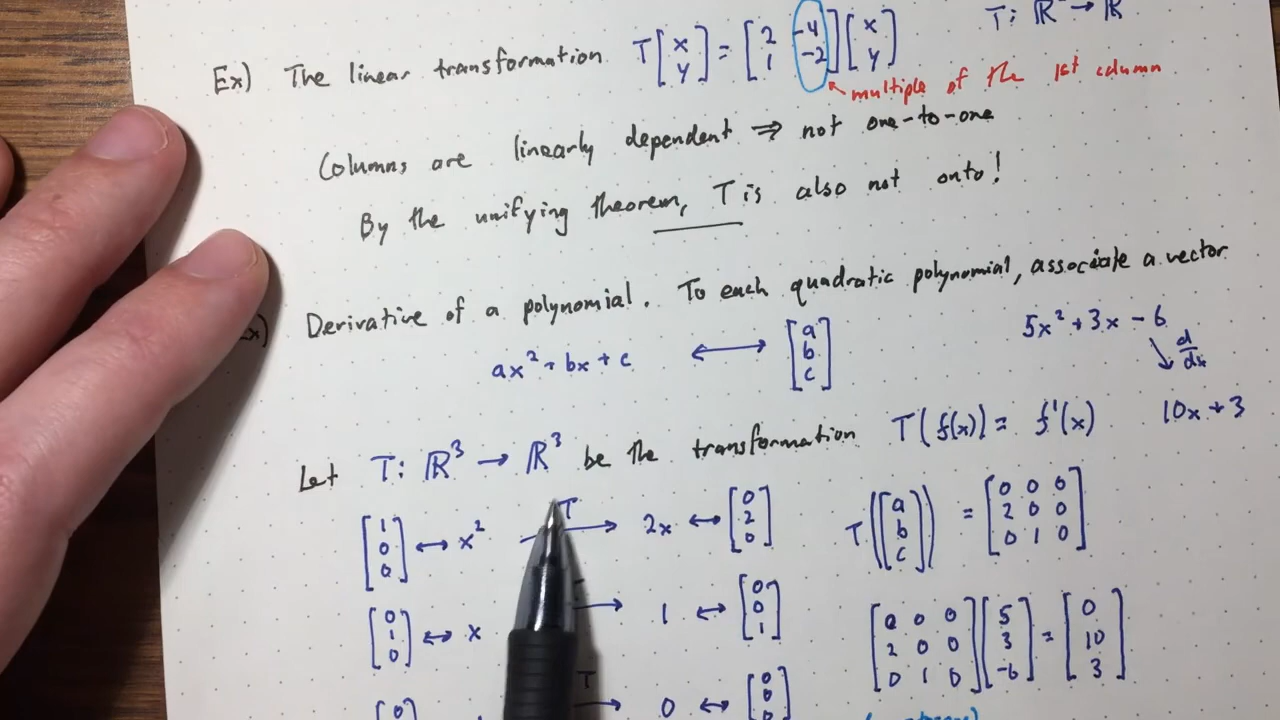 Ex) The linear transformation T[x y] = [2 -4 1 -2][x y] T: ℝ → ℝ
multiple of the 1st column
Columns are linearly dependent ⇒ not one-to-one
By the unifying theorem, T is also not onto!
Derivative of a polynomial. To each quadratic polynomial, associate a vector
ax² + bx + c ⟷ [a b c] 5x² + 3x - 6
d/dx
10x + 3
Let T: ℝ³ → ℝ³ be the transformation T(f(x)) = f'(x)
[1 0 0] ↔ x² T → 2x ↔ [0 2 0] T([a b c]) = [0 0 0 2 0 0 0 1 0]
[0 1 0] ↔ x → 1 ↔ [0 0 1] [0 0 0 2 0 0 0 1 0][5 3 -6] = [0 10 3]
[0 T → 0 ↔ [0 0 0]